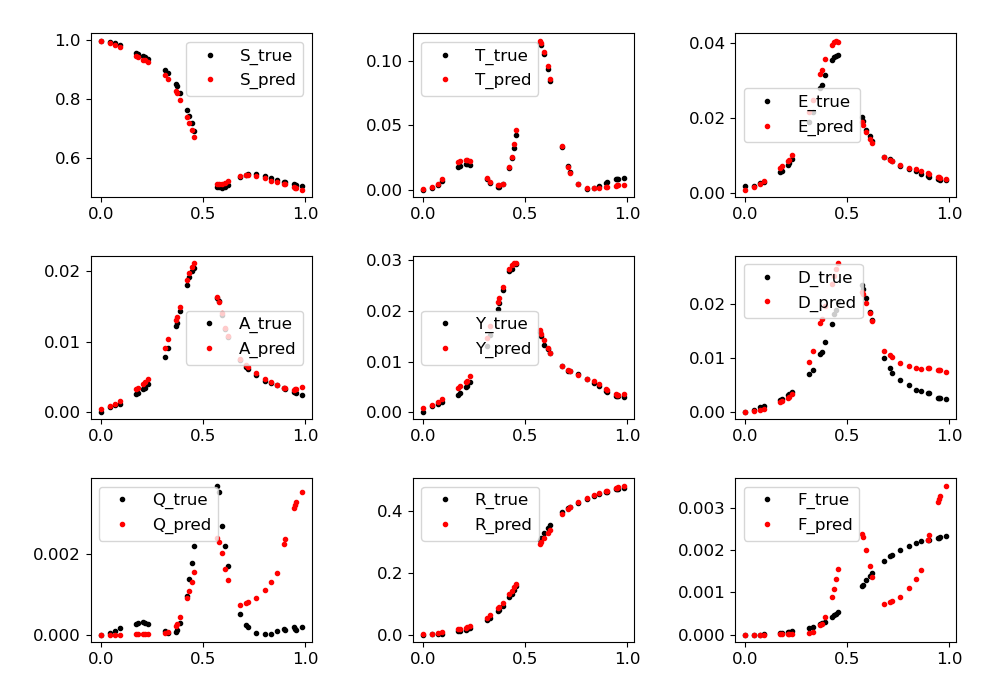 1.0
0.8
0.6
S_true
S_pred
0.0 0.5 1.0
0.10
0.05
0.00
T_true
T_pred
0.0 0.5 1.0
0.04
0.02
0.00
E_true
E_pred
0.0 0.5 1.0
0.02
0.01
0.00
A_true
A_pred
0.0 0.5 1.0
0.03
0.02
0.01
0.00
Y_true
Y_pred
0.0 0.5 1.0
0.02
0.01
0.00
D_true
D_pred
0.0 0.5 1.0
0.002
0.000
Q_true
Q_pred
0.0 0.5 1.0
0.4
0.2
0.0
R_true
R_pred
0.0 0.5 1.0
0.003
0.002
0.001
0.000
F_true
F_pred
0.0 0.5 1.0